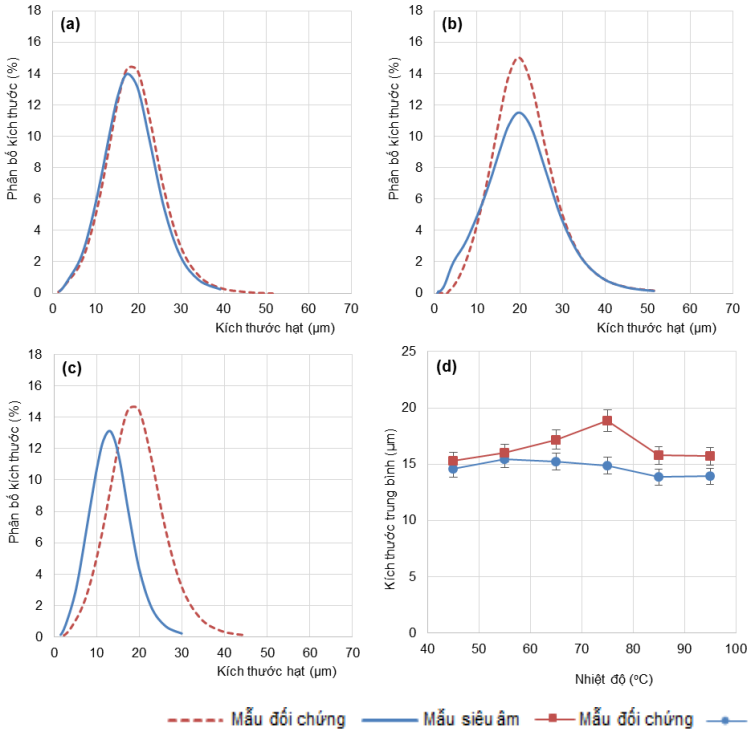 (a)
Phân bố kích thước (%)
18
16
14
12
10
8
6
4
2
0
0 10 20 30 40 50 60 70
Kích thước hạt (µm)
(b)
Phân bố kích thước (%)
18
16
14
12
10
8
6
4
2
0
0 10 20 30 40 50 60 70
Kích thước hạt (µm)
(c)
Phân bố kích thước (%)
18
16
14
12
10
8
6
4
2
0
0 10 20 30 40 50 60 70
Kích thước hạt (µm)
(d)
Kích thước trung bình (µm)
25
20
15
10
5
0
40 50 60 70 80 90 100
Nhiệt độ (ºC)
Mẫu đối chứng Mẫu siêu âm Mẫu đối chứng